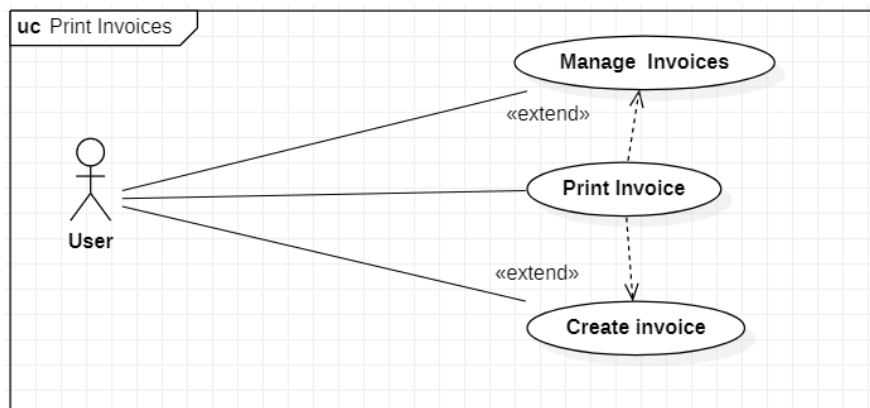 uc Print Invoices
Manage Invoices
«extend»
Print Invoice
User
«extend»
Create invoice